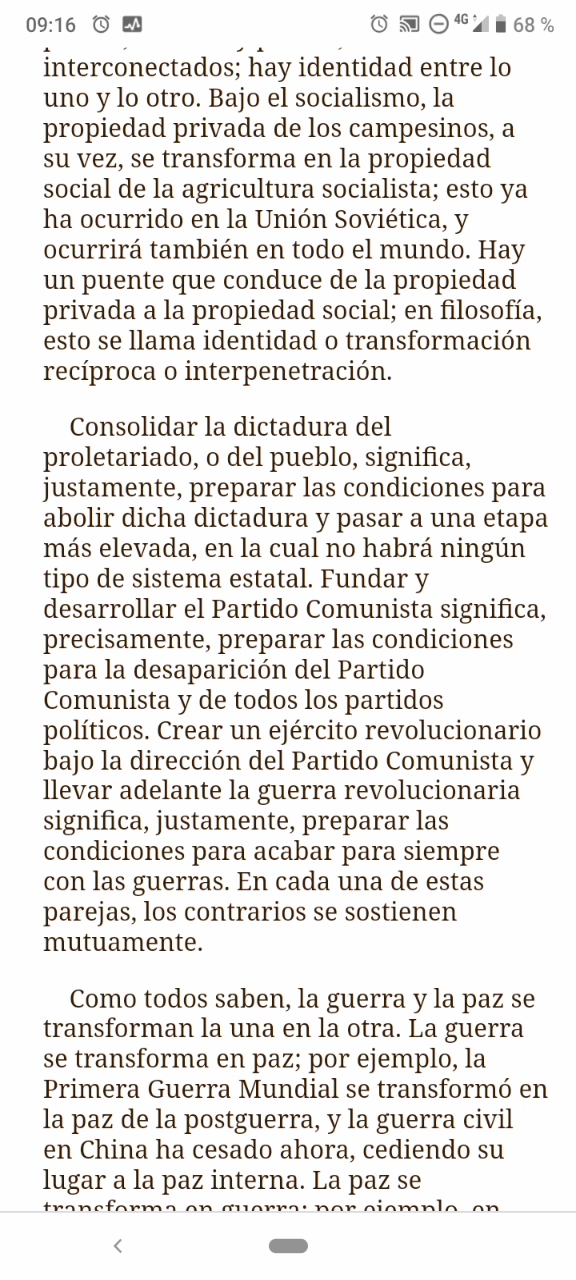 09:16 4G 68 %
interconectados; hay identidad entre lo
uno y lo otro. Bajo el socialismo, la
propiedad privada de los campesinos, a
su vez, se transforma en la propiedad
social de la agricultura socialista; esto ya
ha ocurrido en la Unión Soviética, y
ocurrirá también en todo el mundo. Hay
un puente que conduce de la propiedad
privada a la propiedad social; en filosofía,
esto se llama identidad o transformación
recíproca o interpenetración.
Consolidar la dictadura del
proletariado, o del pueblo, significa,
justamente, preparar las condiciones para
abolir dicha dictadura y pasar a una etapa
más elevada, en la cual no habrá ningún
tipo de sistema estatal. Fundar y
desarrollar el Partido Comunista significa,
precisamente, preparar las condiciones
para la desaparición del Partido
Comunista y de todos los partidos
políticos. Crear un ejército revolucionario
bajo la dirección del Partido Comunista y
llevar adelante la guerra revolucionaria
significa, justamente, preparar las
condiciones para acabar para siempre
con las guerras. En cada una de estas
parejas, los contrarios se sostienen
mutuamente.
Como todos saben, la guerra y la paz se
transforman la una en la otra. La guerra
se transforma en paz; por ejemplo, la
Primera Guerra Mundial se transformó en
la paz de la postguerra, y la guerra civil
en China ha cesado ahora, cediendo su
lugar a la paz interna. La paz se
transforma en guerra; por ejemplo, en